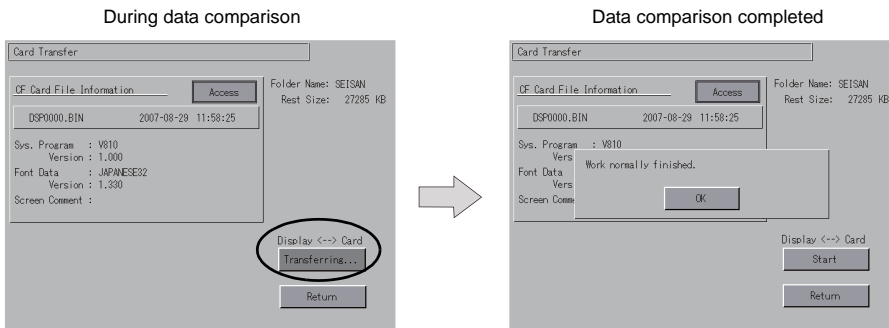 During data comparison
Card Transfer
CF Card File Information
Access
Folder Name: SEISAN
Rest Size: 27285 KB
DSP0000.BIN 2007-08-29 11:58:25
Sys. Program : V810
Version : 1.000
Font Data : JAPANESE32
Version : 1.330
Screen Comment :
Display <--> Card
Transferring...
Return
Data comparison completed
Card Transfer
CF Card File Information
Access
Folder Name: SEISAN
Rest Size: 27285 KB
DSP0000.BIN 2007-08-29 11:58:25
Sys. Program : V810
Vers
Font Data
Vers
Screen Comme
Work normally finished.
OK
Display <--> Card
Start
Return